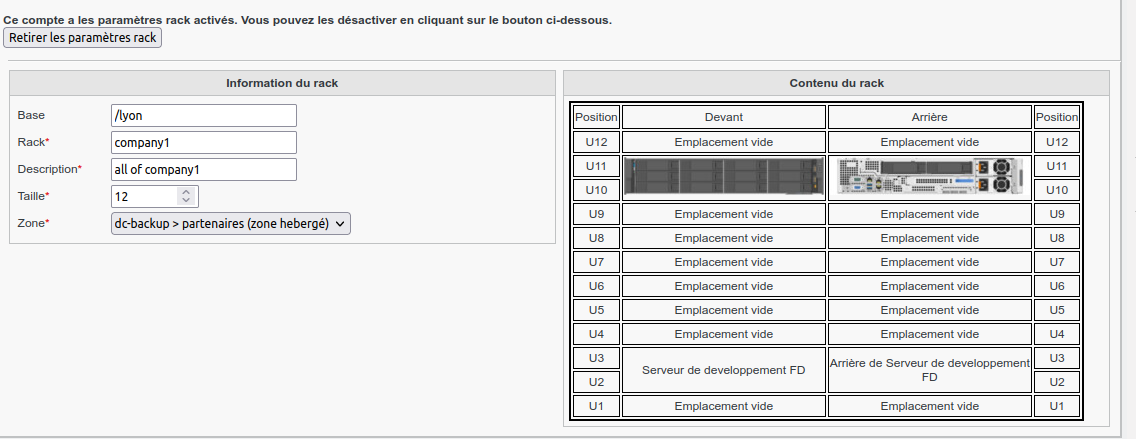 Ce compte a les paramètres rack activés. Vous pouvez les désactiver en cliquant sur le bouton ci-dessous.
Retirer les paramètres rack
Information du rack
Base /lyon
Rack* company1
Description* all of company1
Taille* 12
Zone* dc-backup > partenaires (zone hebergé)
Contenu du rack
Position Devant Arrière Position
U12 Emplacement vide Emplacement vide U12
U11 U11
U10 U10
U9 Emplacement vide Emplacement vide U9
U8 Emplacement vide Emplacement vide U8
U7 Emplacement vide Emplacement vide U7
U6 Emplacement vide Emplacement vide U6
U5 Emplacement vide Emplacement vide U5
U4 Emplacement vide Emplacement vide U4
U3 Serveur de developpement FD Arrière de Serveur de developpement U3
FD
U2 U2
U1 Emplacement vide Emplacement vide U1